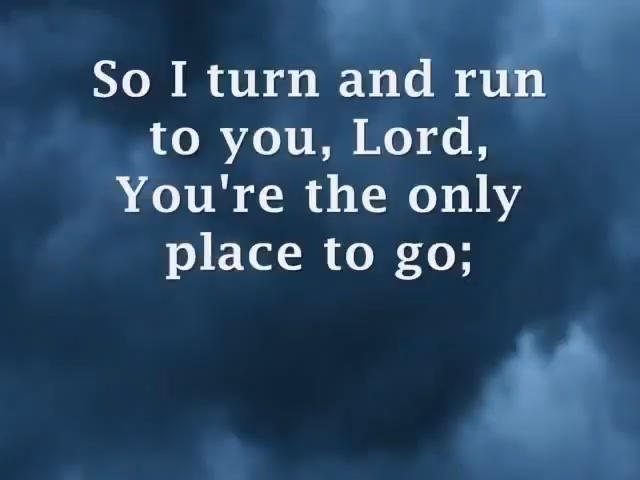 So I turn and run
to you, Lord,
You're the only
place to go;